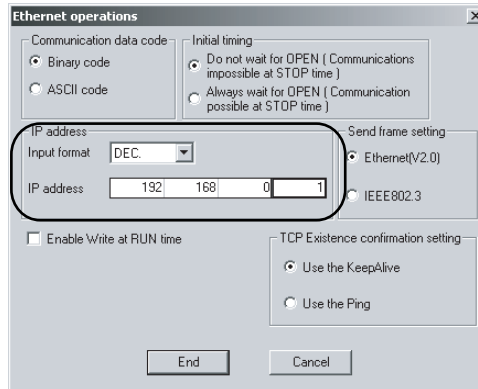 Ethernet operations
Communication data code
Binary code
ASCII code
Initial timing
Do not wait for OPEN ( Communications
impossible at STOP time )
Always wait for OPEN ( Communication
possible at STOP time )
IP address
Input format DEC.
IP address 192 168 0 1
Send frame setting
Ethernet(V2.0)
IEEE802.3
Enable Write at RUN time
TCP Existence confirmation setting
Use the KeepAlive
Use the Ping
End Cancel